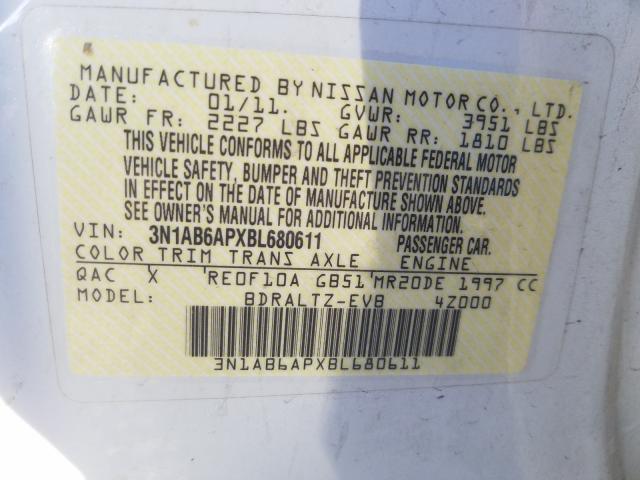 MANUFACTURED BY NISSAN MOTOR CO., LTD.
DATE: 01/11. GVWR: 3951 LBS
GAWR FR: 2227 LBS GAWR RR: 1810 LBS
THIS VEHICLE CONFORMS TO ALL APPLICABLE FEDERAL MOTOR
VEHICLE SAFETY, BUMPER AND THEFT PREVENTION STANDARDS
IN EFFECT ON THE DATE OF MANUFACTURE SHOWN ABOVE.
SEE OWNER'S MANUAL FOR ADDITIONAL INFORMATION.
VIN: 3N1AB6APXBL680611 PASSENGER CAR.
COLOR TRIM TRANS AXLE ENGINE
QAC X RE0F10A GB51 MR20DE 1997 CC
MODEL: BDRALTZ-EVB 4Z000
3N1AB6APXBL680611